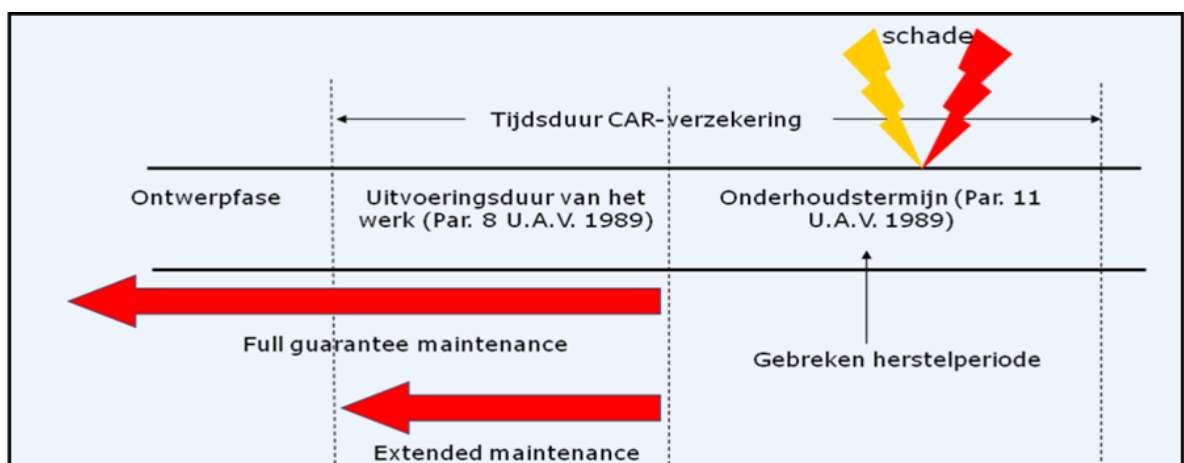 schade
Tijdsduur CAR-verzekering
Ontwerpfase
Uitvoeringsduur van het
werk (Par. 8 U.A.V. 1989)
Onderhoudstermijn (Par. 11
U.A.V. 1989)
Full guarantee maintenance
Gebreken herstelperiode
Extended maintenance